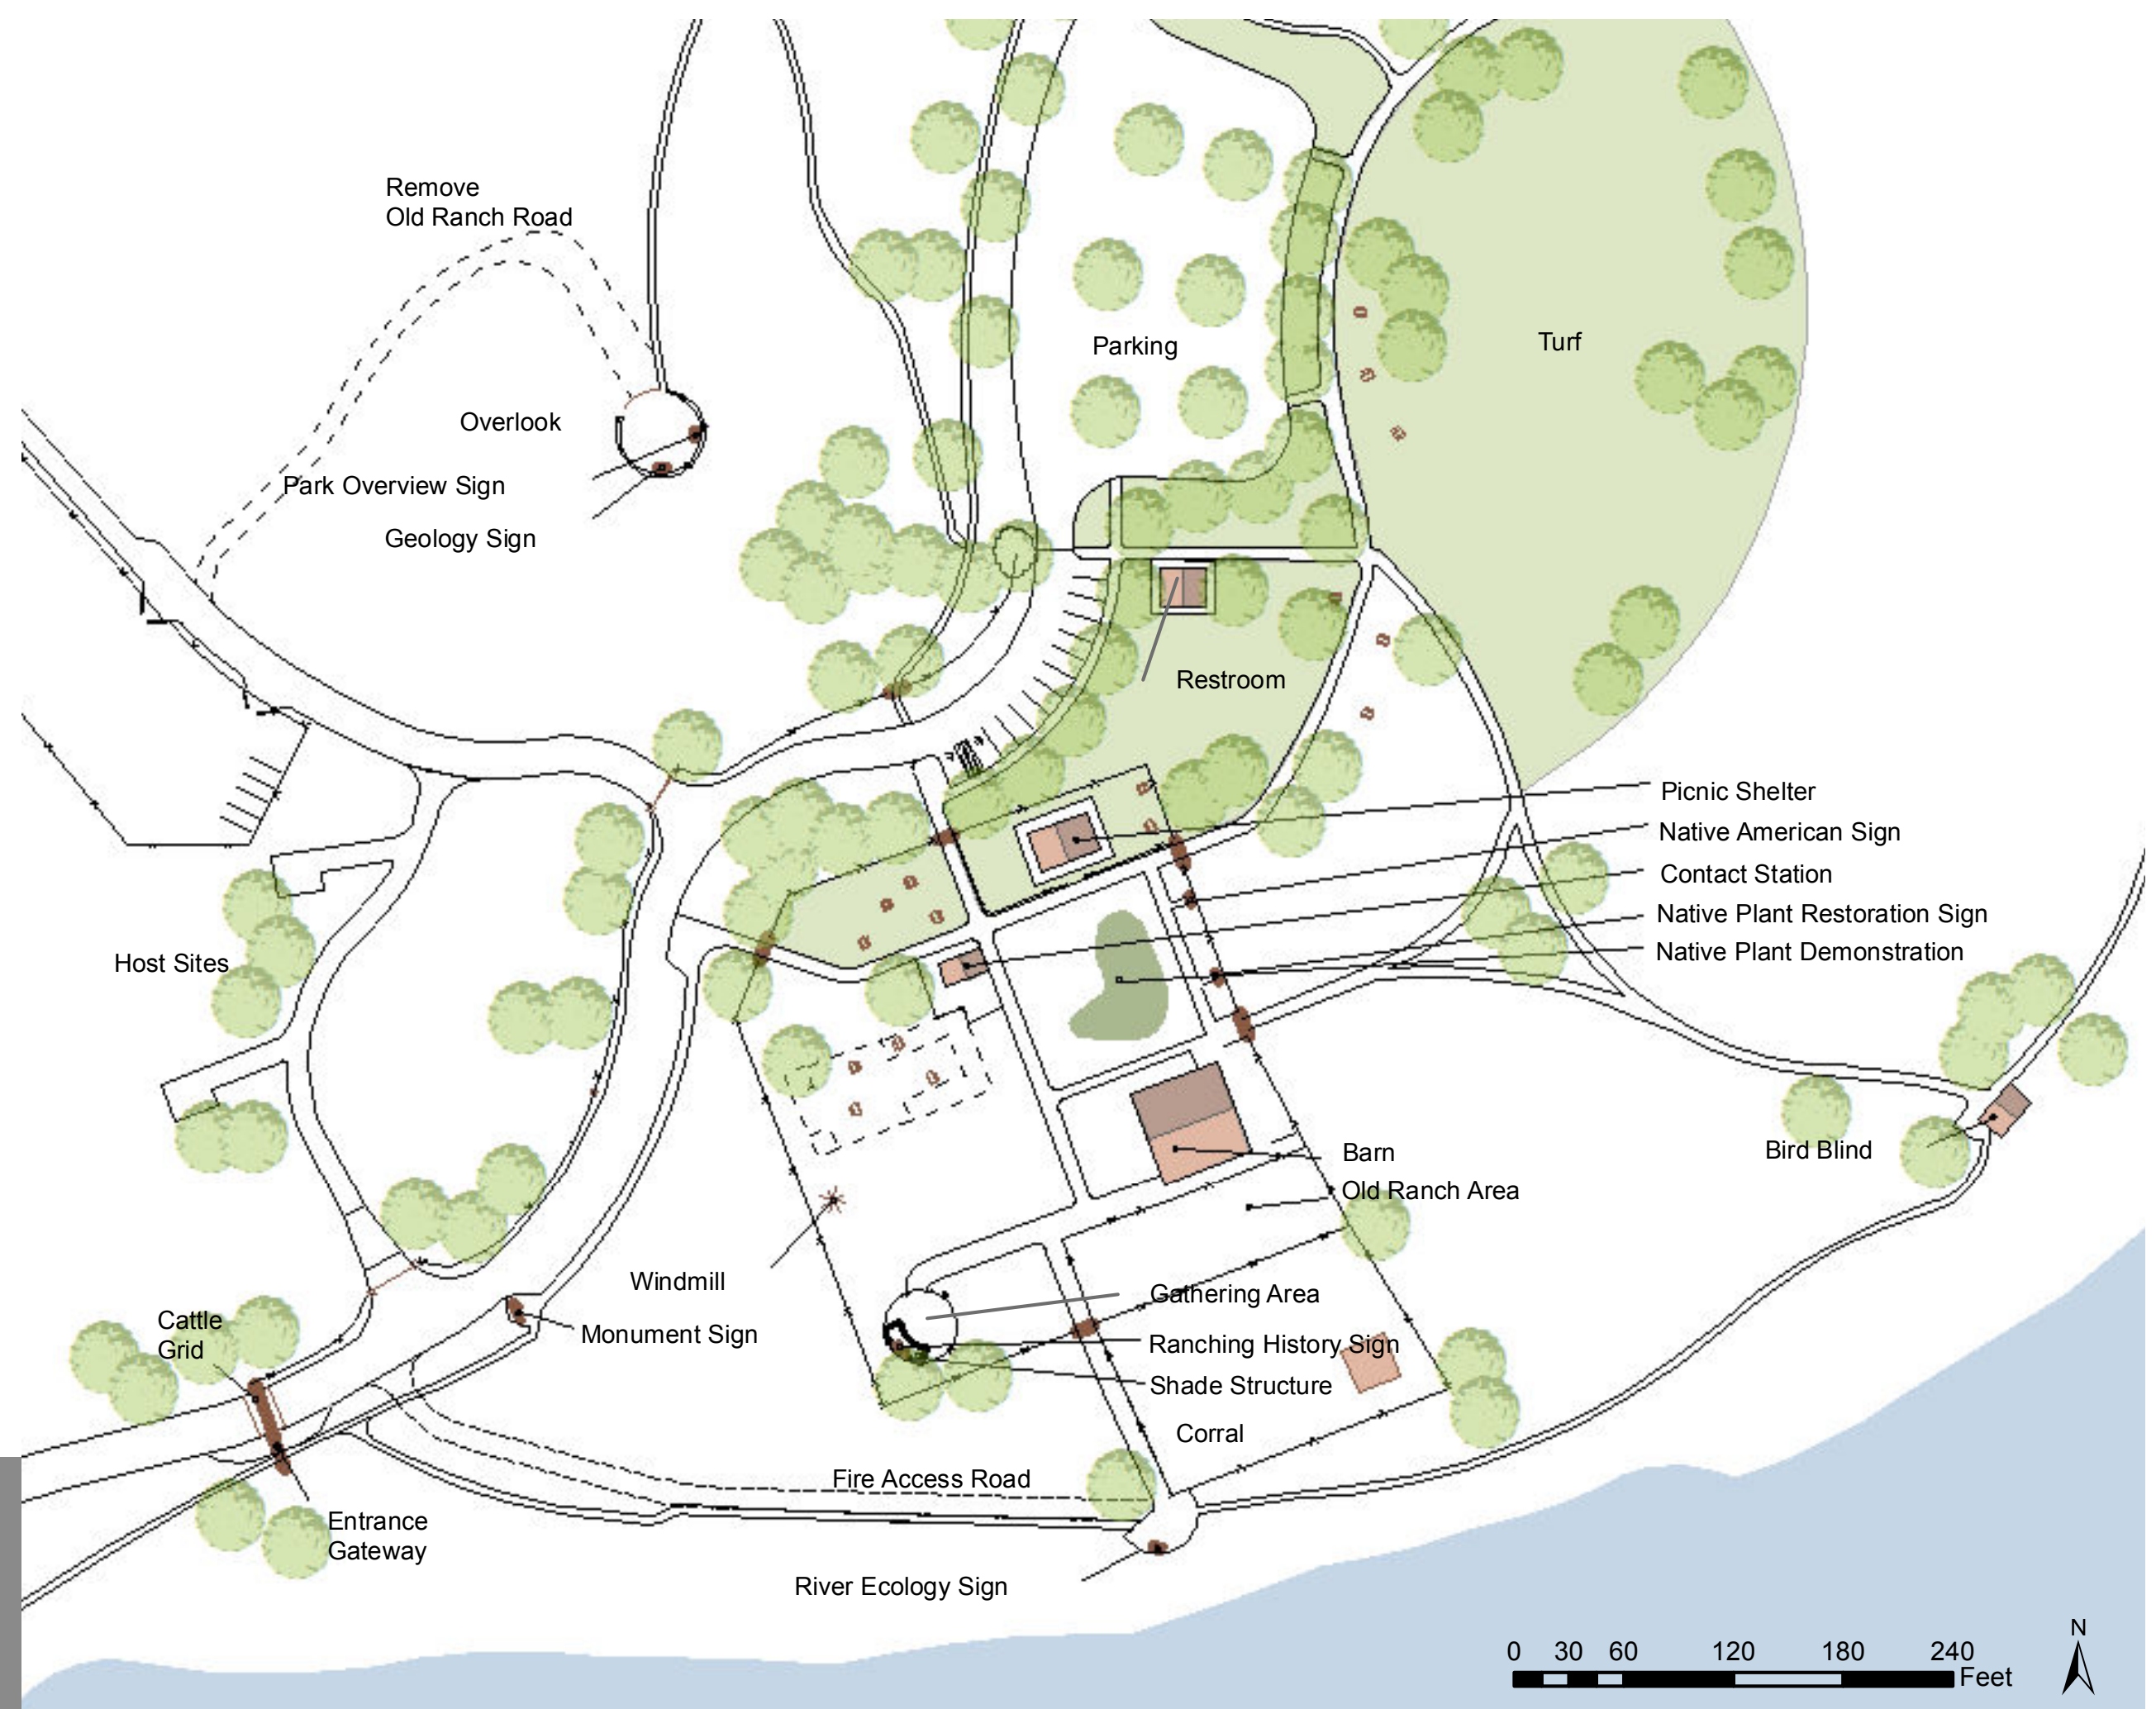 Remove
Old Ranch Road
Parking
Turf
Overlook
Park Overview Sign
Geology Sign
Restroom
Picnic Shelter
Native American Sign
Contact Station
Native Plant Restoration Sign
Native Plant Demonstration
Host Sites
Bird Blind
Barn
Old Ranch Area
Windmill
Gathering Area
Cattle
Grid
Monument Sign
Ranching History Sign
Shade Structure
Corral
Fire Access Road
Entrance
Gateway
River Ecology Sign
N
0 30 60 120 180 240
Feet